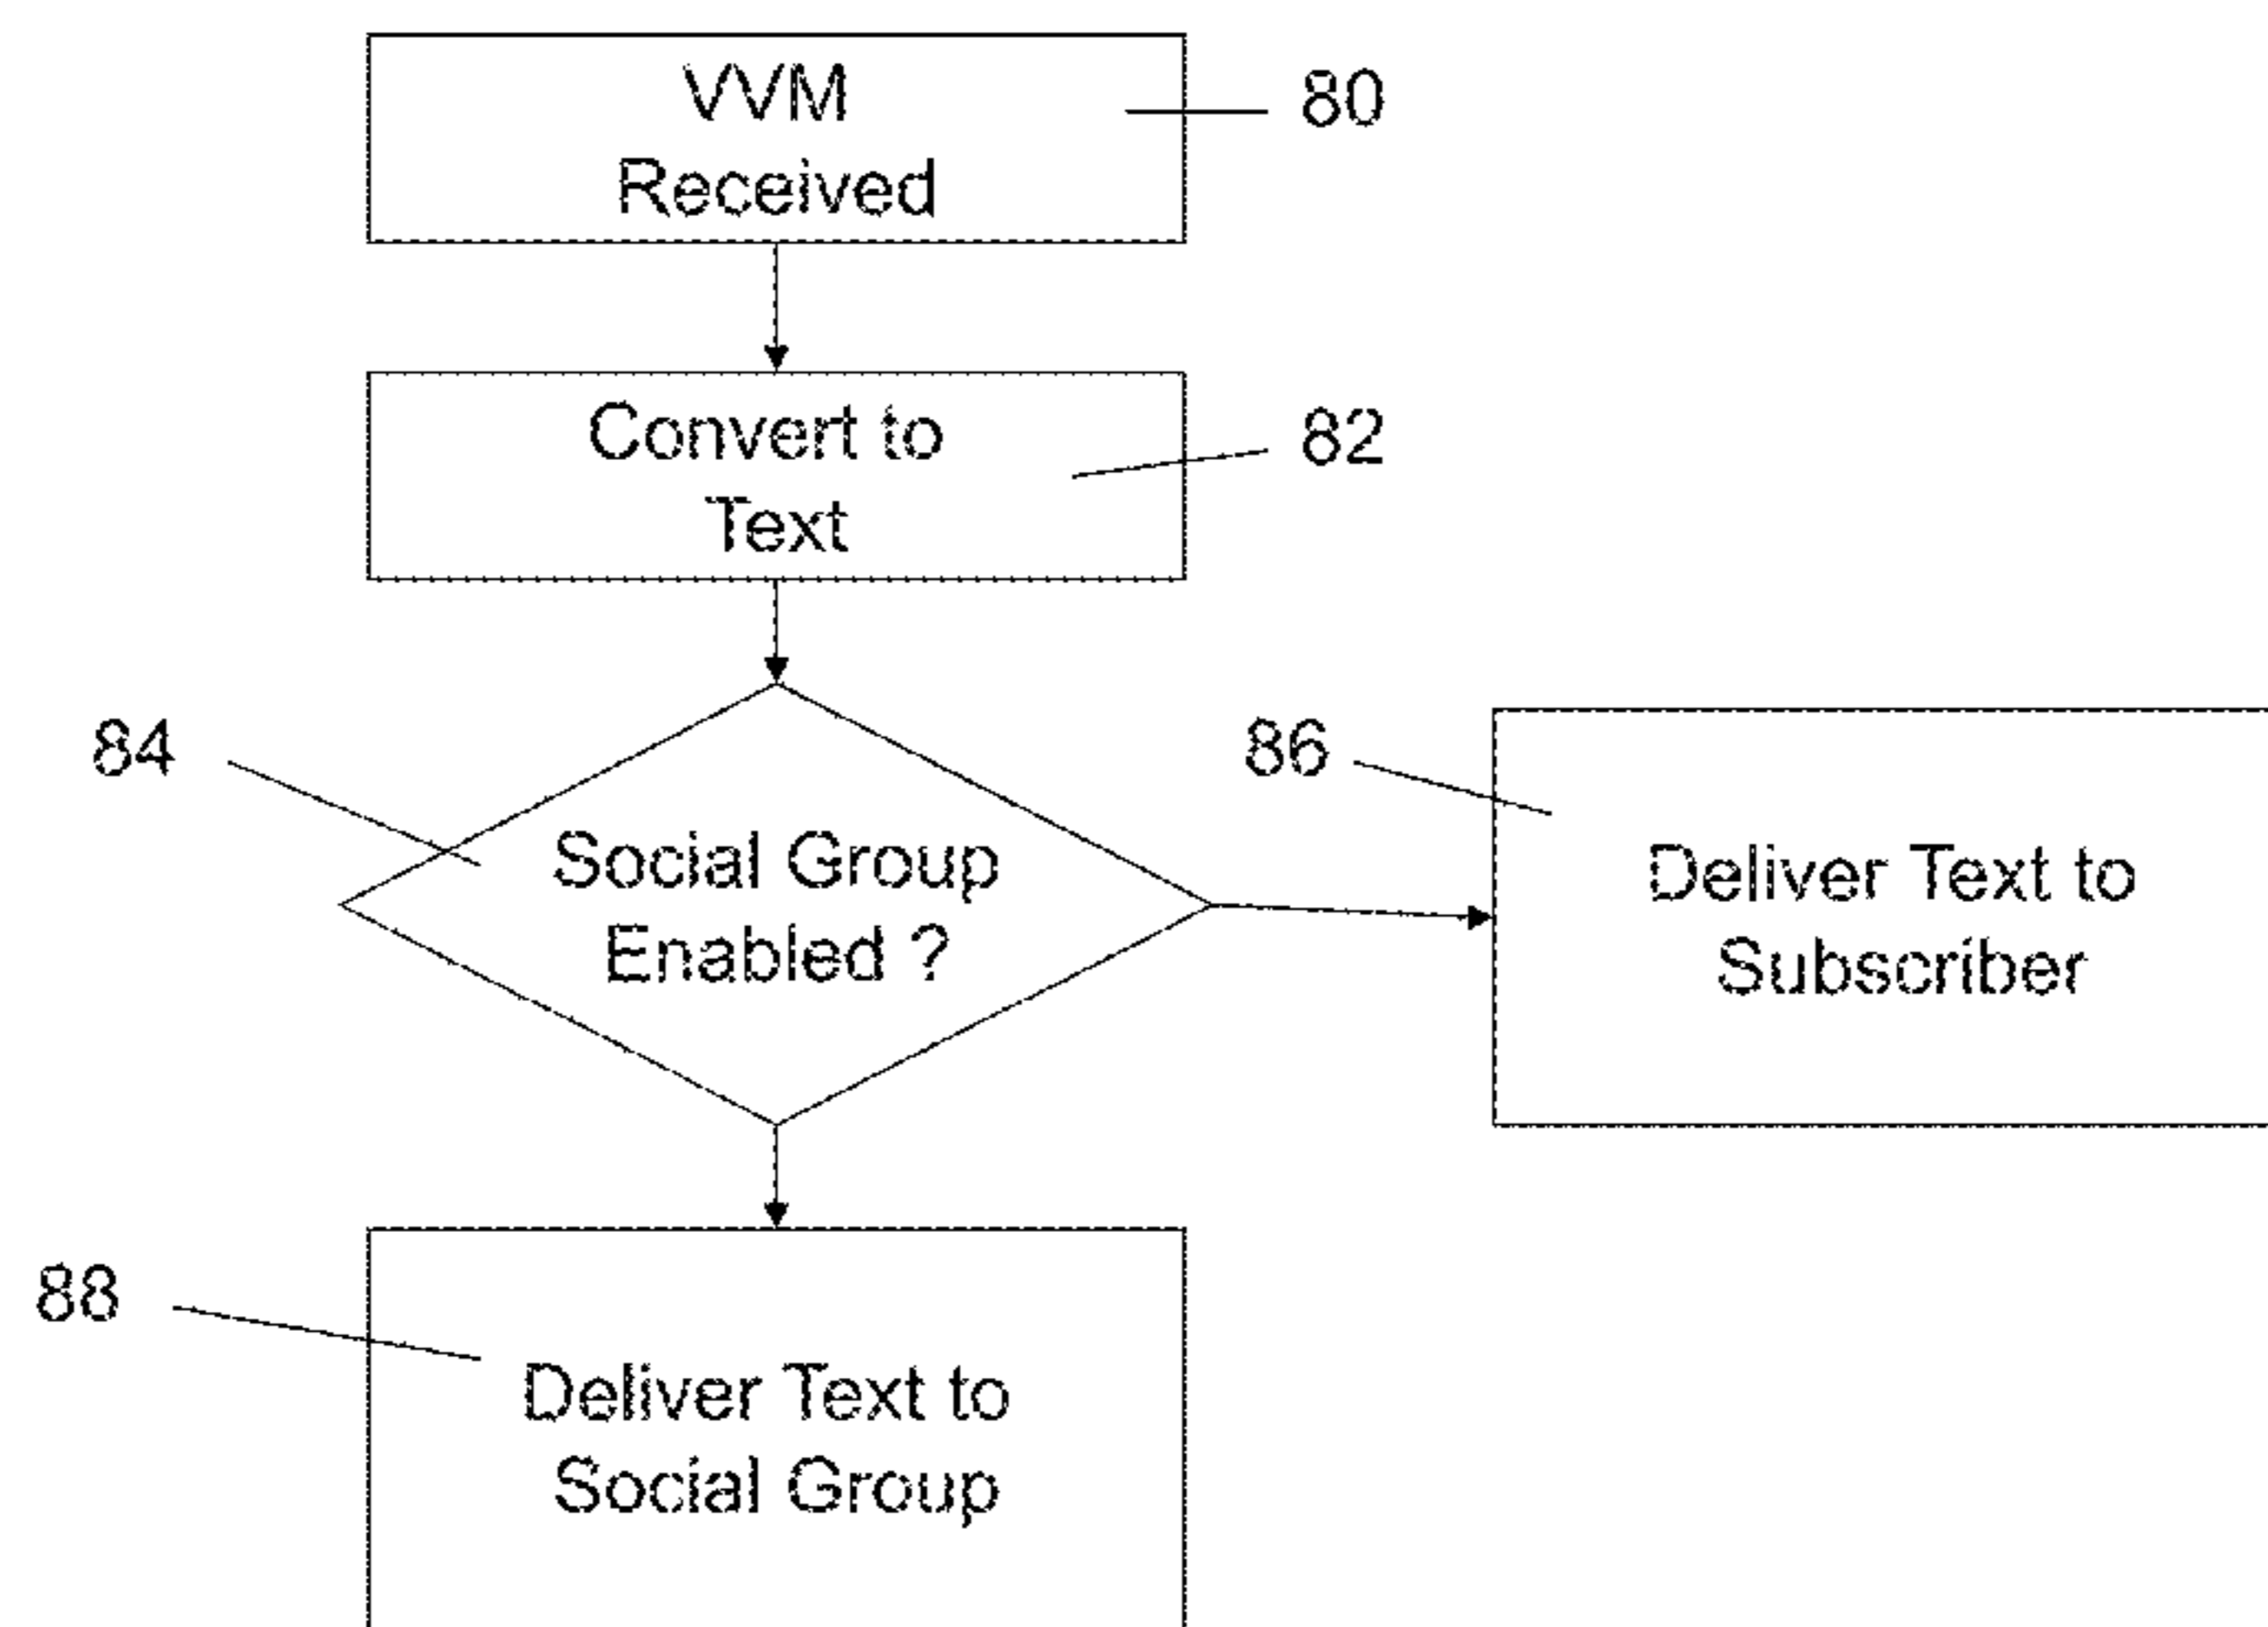 VVM
Received
80
Convert to
Text
82
84
Social Group
Enabled ?
86
Deliver Text to
Subscriber
88
Deliver Text to
Social Group